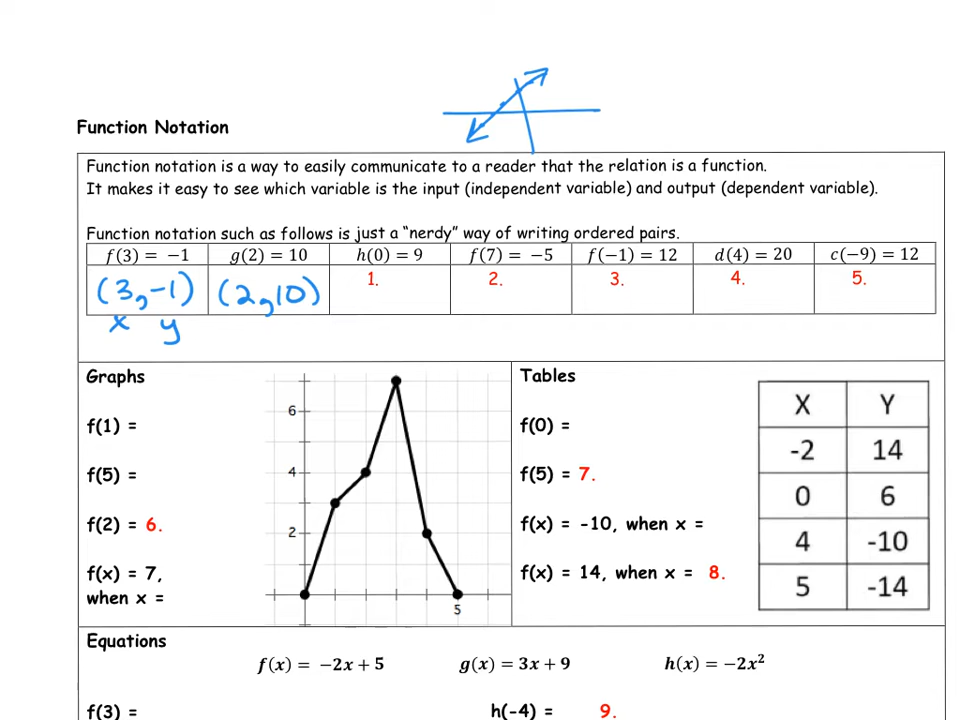 Function Notation
Function notation is a way to easily communicate to a reader that the relation is a function.
It makes it easy to see which variable is the input (independent variable) and output (dependent variable).
Function notation such as follows is just a “nerdy” way of writing ordered pairs.
f(3) = −1 g(2) = 10 h(0) = 9 f(7) = −5 f(−1) = 12 d(4) = 20 c(−9) = 12
(3,-1) (2,10) 1. 2. 3. 4. 5.
x y
Graphs
f(1) =
f(5) =
f(2) = 6.
f(x) = 7,
when x =
6
4
2
5
Tables
f(0) =
f(5) = 7.
f(x) = -10, when x =
f(x) = 14, when x = 8.
X Y
-2 14
0 6
4 -10
5 -14
Equations
f(x) = −2x + 5 g(x) = 3x + 9 h(x) = −2x²
f(3) = h(-4) = 9.